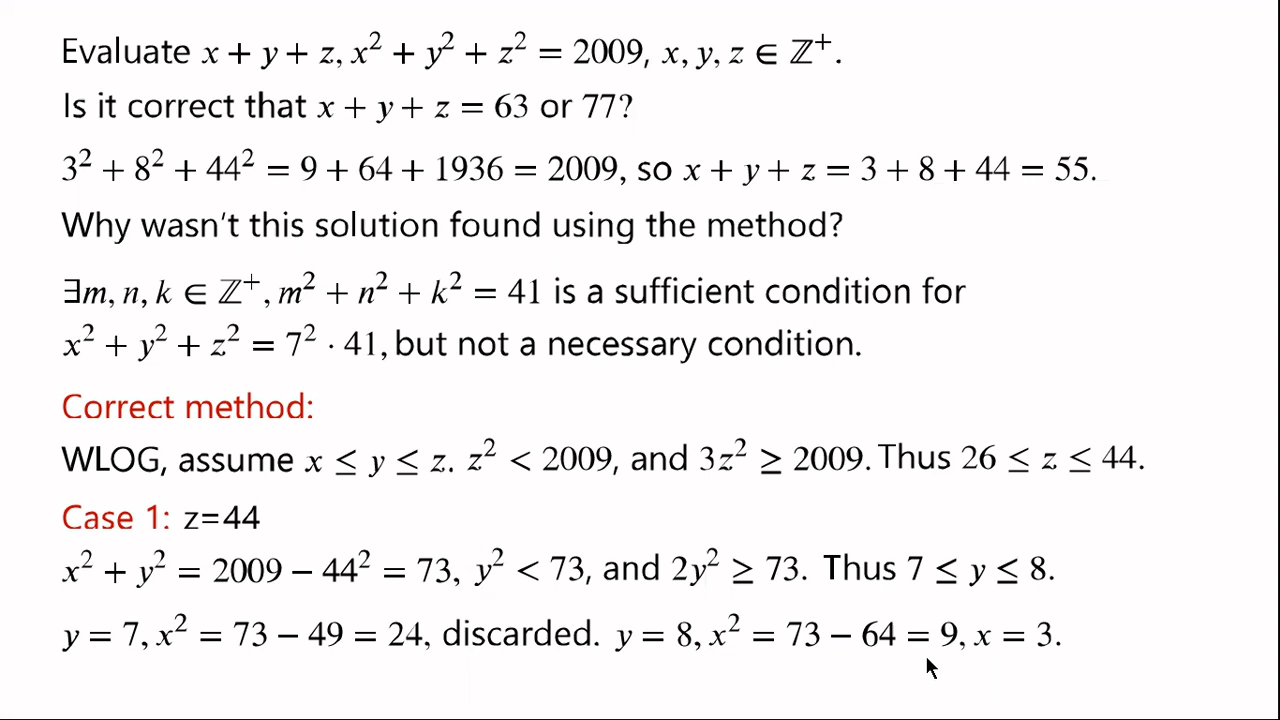 Evaluate x + y + z, x² + y² + z² = 2009, x, y, z ∈ ℤ⁺.
Is it correct that x + y + z = 63 or 77?
3² + 8² + 44² = 9 + 64 + 1936 = 2009, so x + y + z = 3 + 8 + 44 = 55.
Why wasn't this solution found using the method?
∃m, n, k ∈ ℤ⁺, m² + n² + k² = 41 is a sufficient condition for
x² + y² + z² = 7² · 41, but not a necessary condition.
Correct method:
WLOG, assume x ≤ y ≤ z. z² < 2009, and 3z² ≥ 2009. Thus 26 ≤ z ≤ 44.
Case 1: z=44
x² + y² = 2009 − 44² = 73, y² < 73, and 2y² ≥ 73. Thus 7 ≤ y ≤ 8.
y = 7, x² = 73 − 49 = 24, discarded. y = 8, x² = 73 − 64 = 9, x = 3.